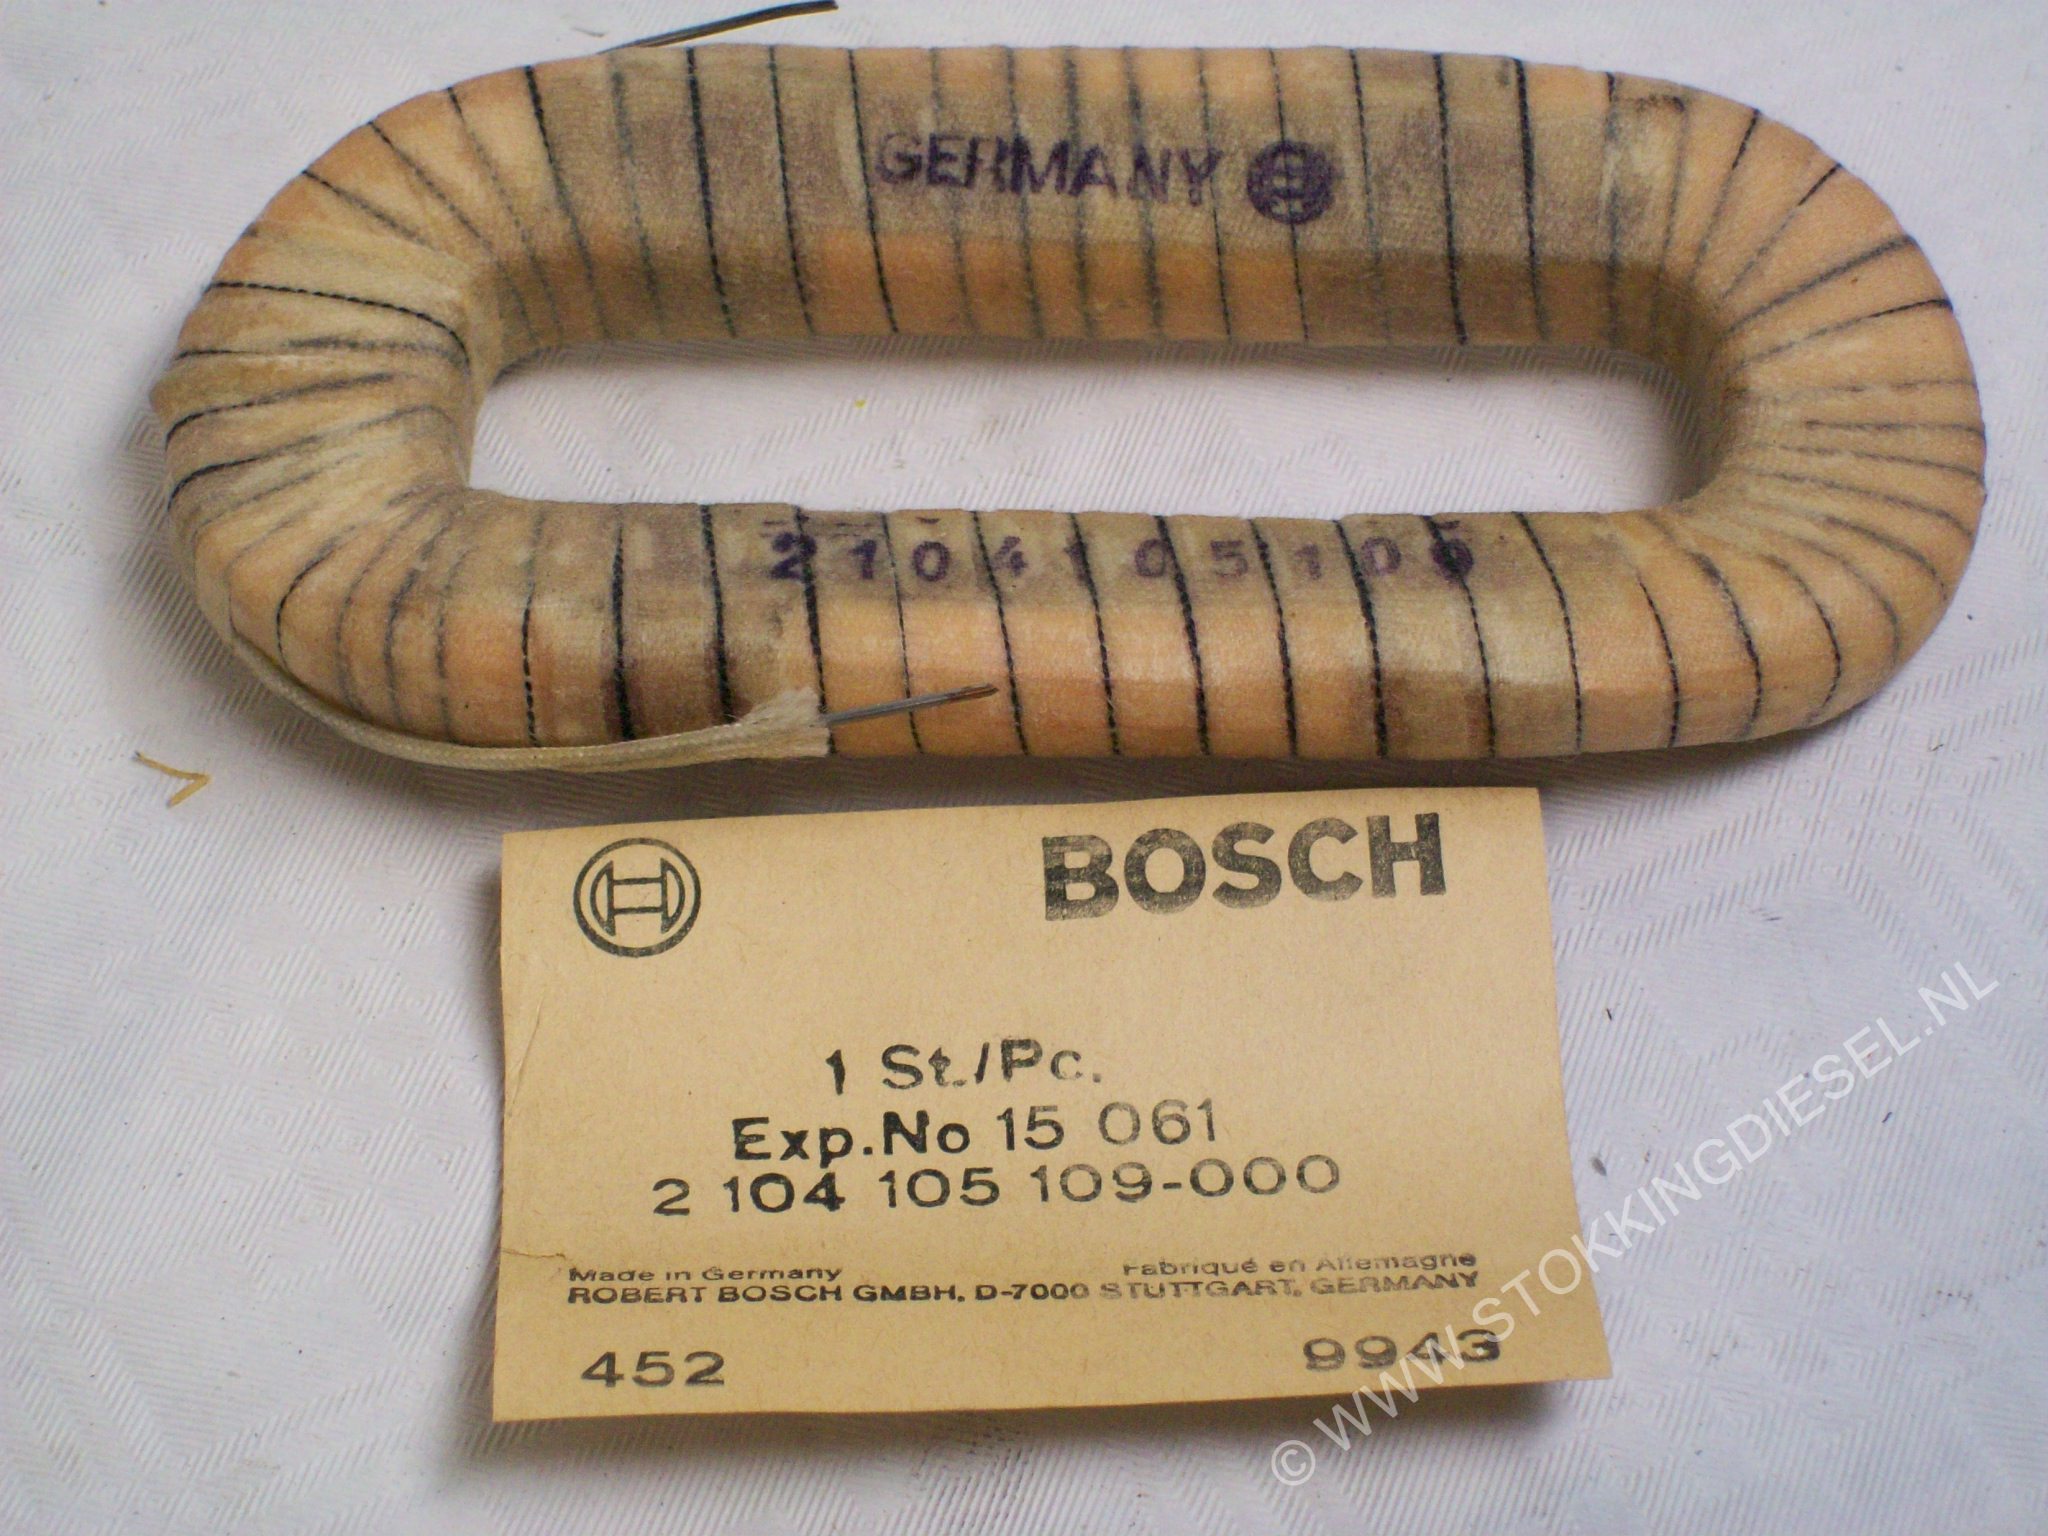 GERMANY
2104105109
BOSCH
1 St./Pc.
Exp.No 15 061
2 104 105 109-000
Made in Germany Fabriqué en Allemagne
ROBERT BOSCH GMBH, D-7000 STUTTGART, GERMANY
452 9943
© WWW.STOKKINGDIESEL.NL